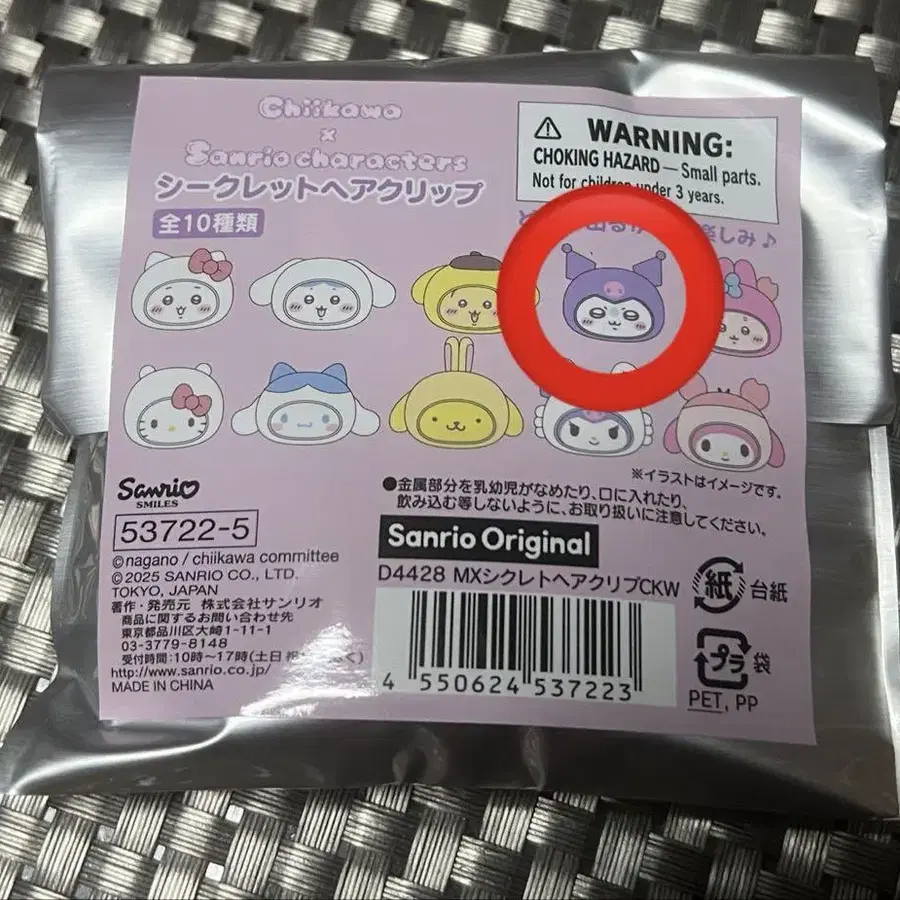 Chiikawa
x
Sanrio characters
シークレットヘアクリップ
全10種類
WARNING:
CHOKING HAZARD — Small parts.
Not for children under 3 years.
楽しみ♪
※イラストはイメージです。
●金属部分を乳幼児がなめたり、口に入れたり、
飲み込む等しないように、お取り扱いに注意してください。
Sanrio
SMILES
53722-5
©nagano / chiikawa committee
©2025 SANRIO CO., LTD.
TOKYO, JAPAN
著作・発売元 株式会社サンリオ
商品に関するお問い合わせ先
東京都品川区大崎1-11-1
03-3779-8148
受付時間:10時～17時(土日祝 く)
http://www.sanrio.co.jp/
MADE IN CHINA
Sanrio Original
D4428 MXシクレトヘアクリプCKW
4 550624 537223
紙 台紙
プラ 袋
PET, PP